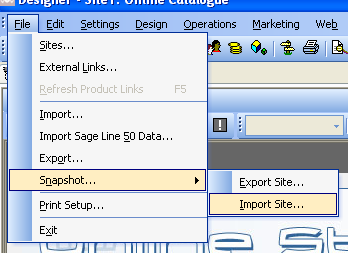 Designer - Site1: Online Catalogue
File Edit Settings Design Operations Marketing Web
Sites...
External Links...
Refresh Product Links F5
Import...
Import Sage Line 50 Data...
Export...
Snapshot...
Export Site...
Print Setup...
Import Site...
Exit